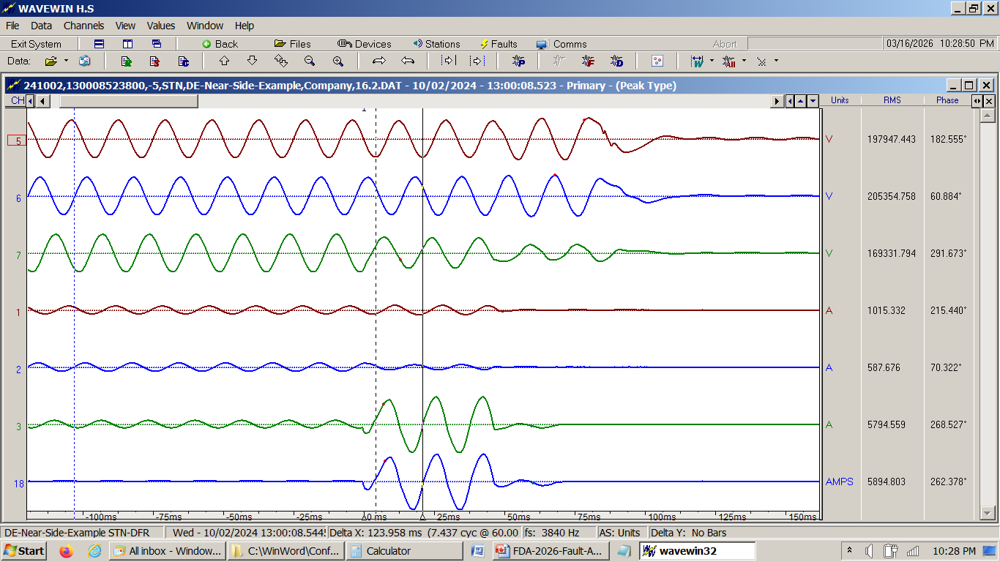 WAVEWIN H.S
File Data Channels View Values Window Help
Exit System Back Files Devices Stations Faults Comms Abort 03/16/2026 10:28:50 PM
Data:
241002,130008523800,-5,STN,DE-Near-Side-Example,Company,16.2.DAT - 10/02/2024 - 13:00:08.523 - Primary - (Peak Type)
CH Units RMS Phase
1
5 V 197947.443 182.555°
6 V 205354.758 60.884°
7 V 169331.794 291.673°
1 A 1015.332 215.440°
2 A 587.676 70.322°
3 A 5794.559 268.527°
18 AMPS 5894.803 262.378°
-100ms -75ms -50ms -25ms 0 ms 25ms 50ms 75ms 100ms 125ms 150ms
DE-Near-Side-Example STN-DFR Wed - 10/02/2024 13:00:08.5445 Delta X: 123.958 ms (7.437 cyc @ 60.00 fs: 3840 Hz AS: Units Delta Y: No Bars
Start All inbox - Window... C:\WinWord\Conf... Calculator FDA-2026-Fault-A... wavewin32 10:28 PM